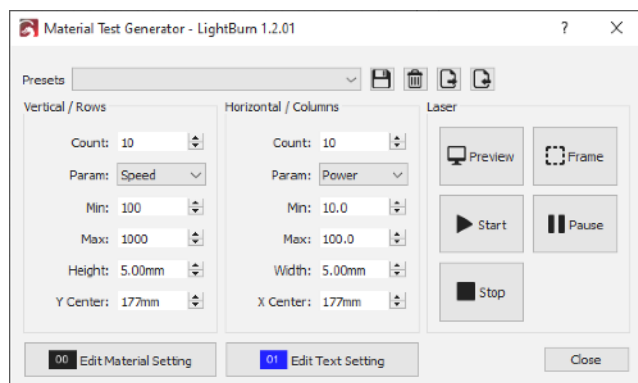 Material Test Generator - LightBurn 1.2.01
Presets
Vertical / Rows
Count: 10
Param: Speed
Min: 100
Max: 1000
Height: 5.00mm
Y Center: 177mm
00 Edit Material Setting
Horizontal / Columns
Count: 10
Param: Power
Min: 10.0
Max: 100.0
Width: 5.00mm
X Center: 177mm
01 Edit Text Setting
Laser
Preview
Frame
Start
Pause
Stop
Close